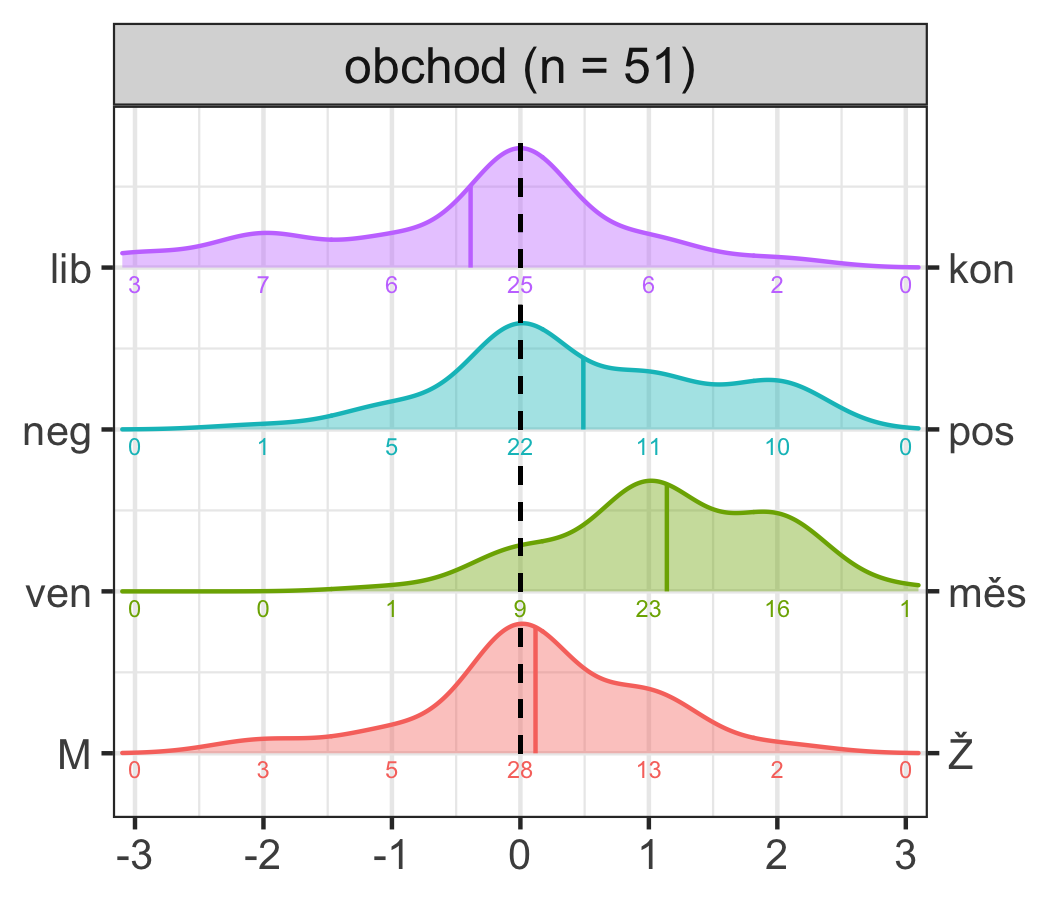 obchod (n = 51)
lib kon
3 7 6 25 6 2 0
neg pos
0 1 5 22 11 10 0
ven měs
0 0 1 9 23 16 1
M Ž
0 3 5 28 13 2 0
-3 -2 -1 0 1 2 3